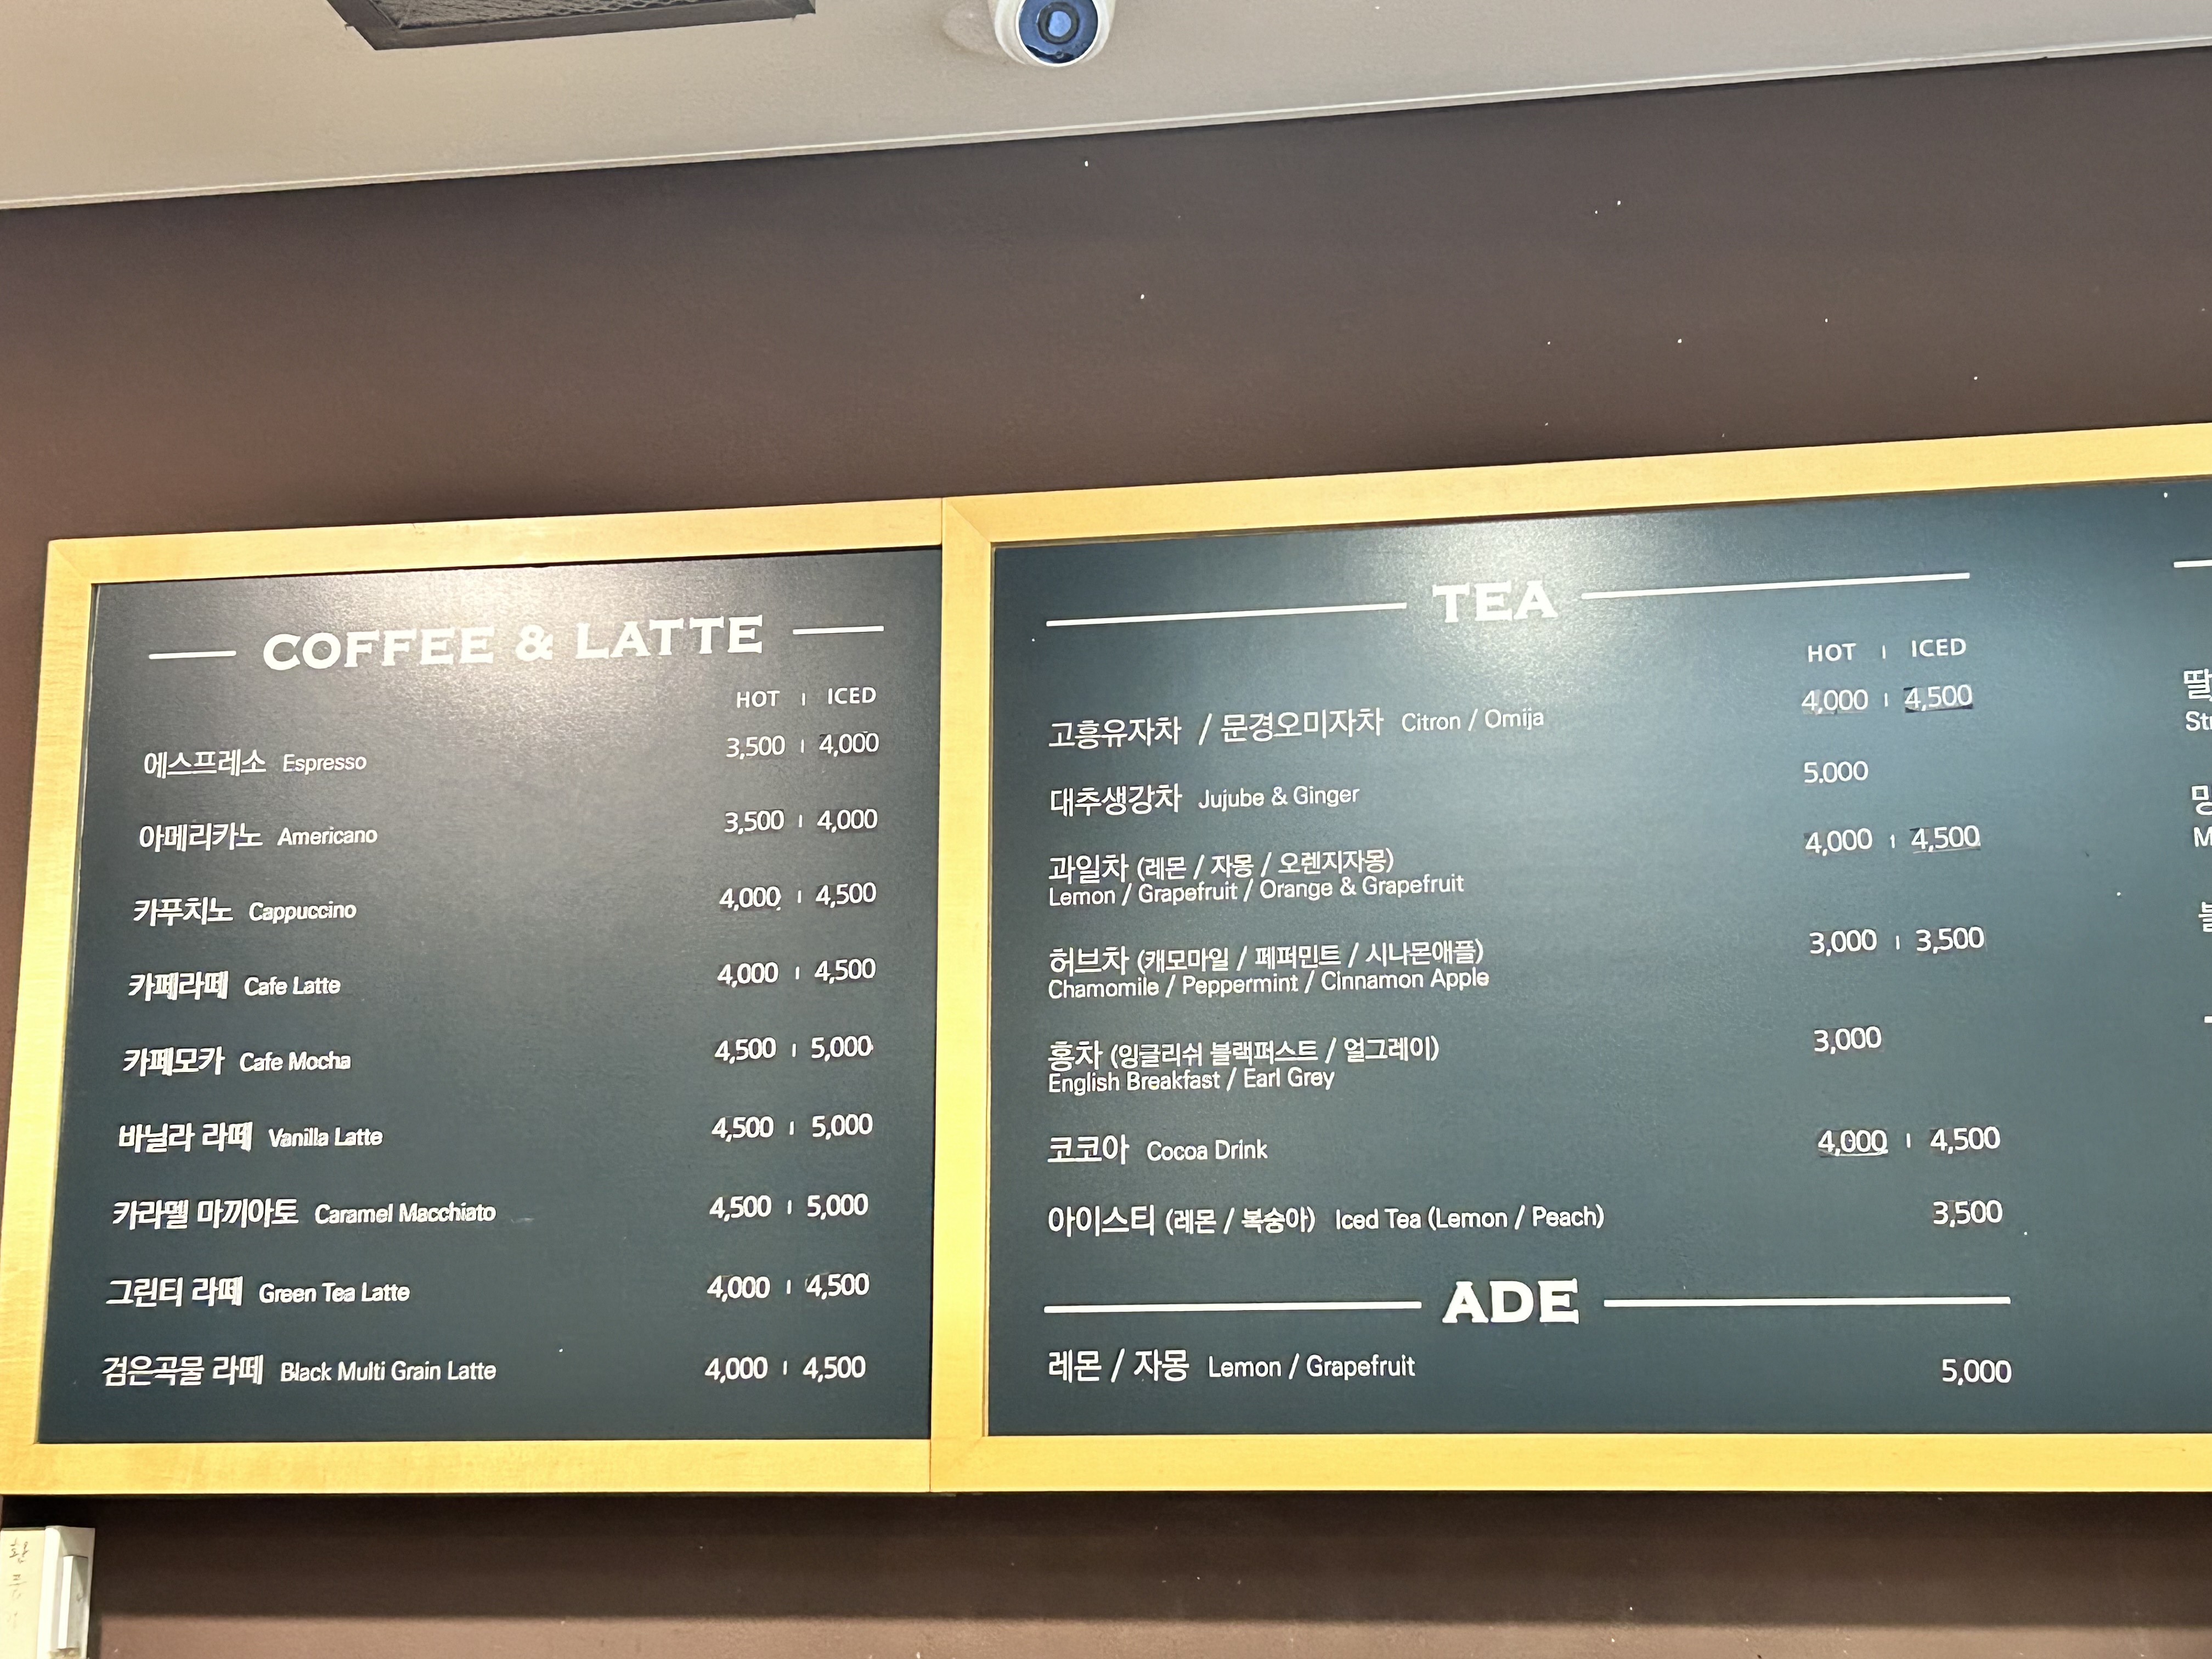 COFFEE & LATTE
HOT | ICED
에스프레소 Espresso 3,500 | 4,000
아메리카노 Americano 3,500 | 4,000
카푸치노 Cappuccino 4,000 | 4,500
카페라떼 Cafe Latte 4,000 | 4,500
카페모카 Cafe Mocha 4,500 | 5,000
바닐라 라떼 Vanilla Latte 4,500 | 5,000
카라멜 마끼아토 Caramel Macchiato 4,500 | 5,000
그린티 라떼 Green Tea Latte 4,000 | 4,500
검은곡물 라떼 Black Multi Grain Latte 4,000 | 4,500
TEA
HOT | ICED
고흥유자차 / 문경오미자차 Citron / Omija 4,000 | 4,500
대추생강차 Jujube & Ginger 5,000
과일차 (레몬 / 자몽 / 오렌지자몽) 4,000 | 4,500
Lemon / Grapefruit / Orange & Grapefruit
허브차 (캐모마일 / 페퍼민트 / 시나몬애플) 3,000 | 3,500
Chamomile / Peppermint / Cinnamon Apple
홍차 (잉글리쉬 블랙퍼스트 / 얼그레이) 3,000
English Breakfast / Earl Grey
코코아 Cocoa Drink 4,000 | 4,500
아이스티 (레몬 / 복숭아) Iced Tea (Lemon / Peach) 3,500
ADE
레몬 / 자몽 Lemon / Grapefruit 5,000